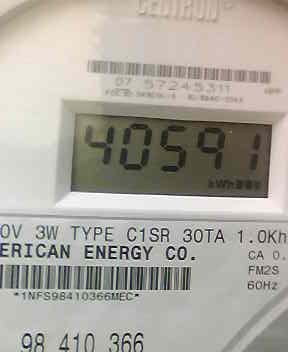 CENTRON
07 57245311
40591
kWh
0V 3W TYPE C1SR 30TA 1.0Kh
ERICAN ENERGY CO.
CA 0.
FM2S
60Hz
*1NFS98410366MEC*
98 410 366